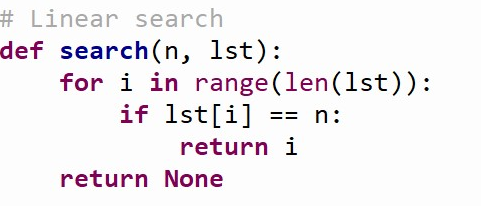 # Linear search
def search(n, lst):
    for i in range(len(lst)):
        if lst[i] == n:
            return i
    return None